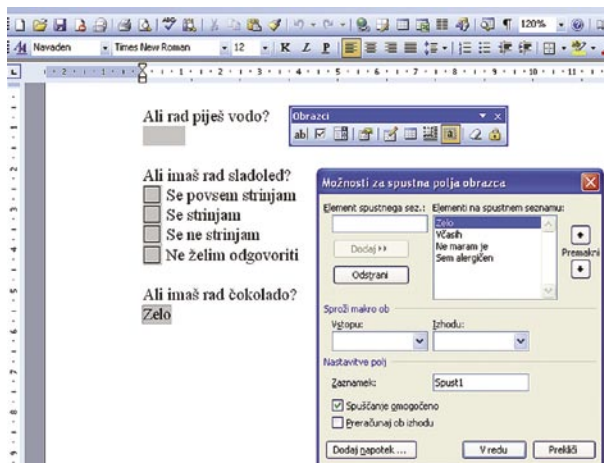 120%
Navaden
Times New Roman
12
K L P
Ali rad piješ vodo?
Obrazci
ab|
Ali imaš rad sladoled?
Se povsem strinjam
Se strinjam
Se ne strinjam
Ne želim odgovoriti
Ali imaš rad čokolado?
Zelo
Možnosti za spustna polja obrazca
Element spustnega sez.:
Elementi na spustnem seznamu:
Zelo
Včasih
Ne maram je
Sem alergičen
Dodaj >>
Odstrani
Premakni
Sproži makro ob
Vstopu:
Izhodu:
Nastavitve polj
Zaznamek:
Spust1
Spuščanje omogočeno
Preračunaj ob izhodu
Dodaj napotek ...
V redu
Prekliči